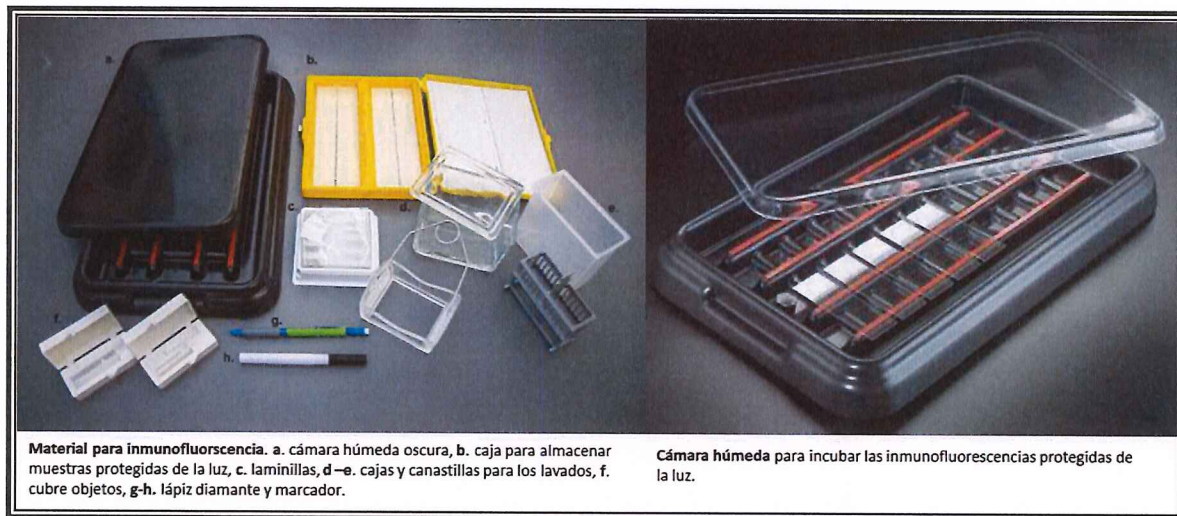 a.
b.
c.
d.
e.
f.
g.
h.
Material para inmunofluorscencia. a. cámara húmeda oscura, b. caja para almacenar
muestras protegidas de la luz, c. laminillas, d –e. cajas y canastillas para los lavados, f.
cubre objetos, g-h. lápiz diamante y marcador.
Cámara húmeda para incubar las inmunofluorescencias protegidas de
la luz.